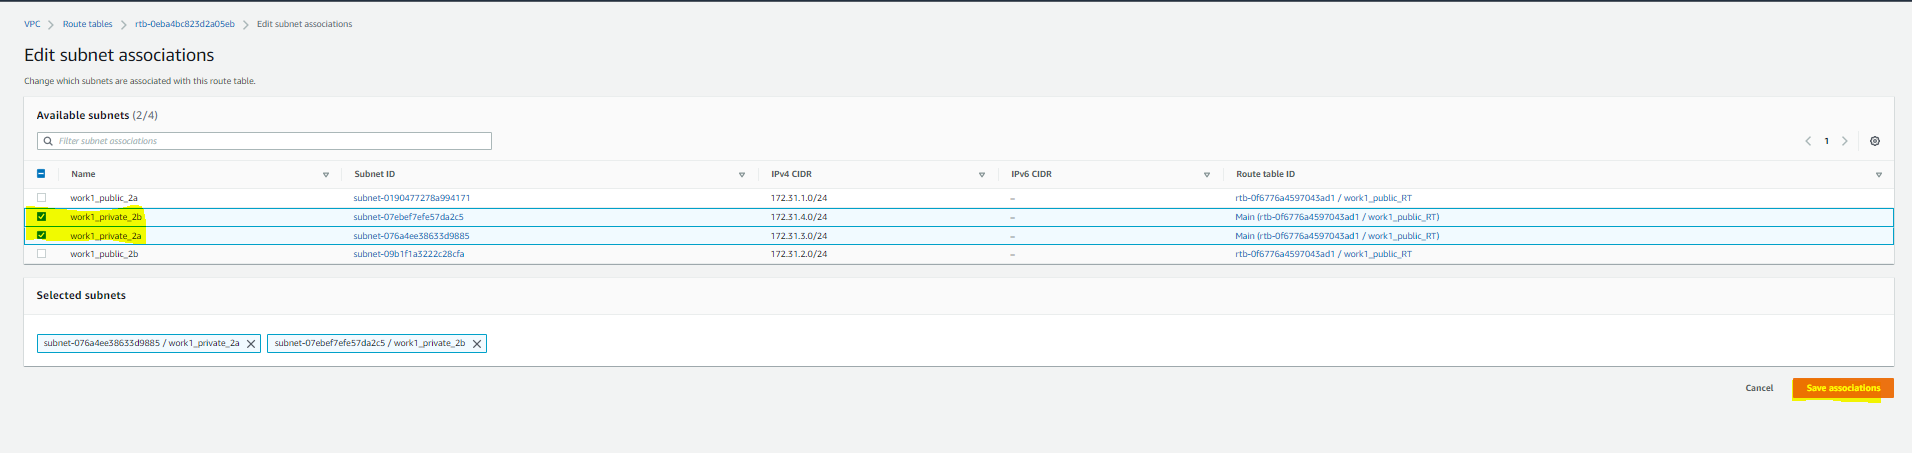 VPC > Route tables > rtb-0eba4bc823d2a05eb > Edit subnet associations
Edit subnet associations
Change which subnets are associated with this route table.
Available subnets (2/4)
Filter subnet associations
1
Name Subnet ID IPv4 CIDR IPv6 CIDR Route table ID
work1_public_2a subnet-0190477278a994171 172.31.1.0/24 – rtb-0f6776a4597043ad1 / work1_public_RT
work1_private_2b subnet-07ebef7efe57da2c5 172.31.4.0/24 – Main (rtb-0f6776a4597043ad1 / work1_public_RT)
work1_private_2a subnet-076a4ee38633d9885 172.31.3.0/24 – Main (rtb-0f6776a4597043ad1 / work1_public_RT)
work1_public_2b subnet-09b1f1a3222c28cfa 172.31.2.0/24 – rtb-0f6776a4597043ad1 / work1_public_RT
Selected subnets
subnet-076a4ee38633d9885 / work1_private_2a X subnet-07ebef7efe57da2c5 / work1_private_2b X
Cancel Save associations